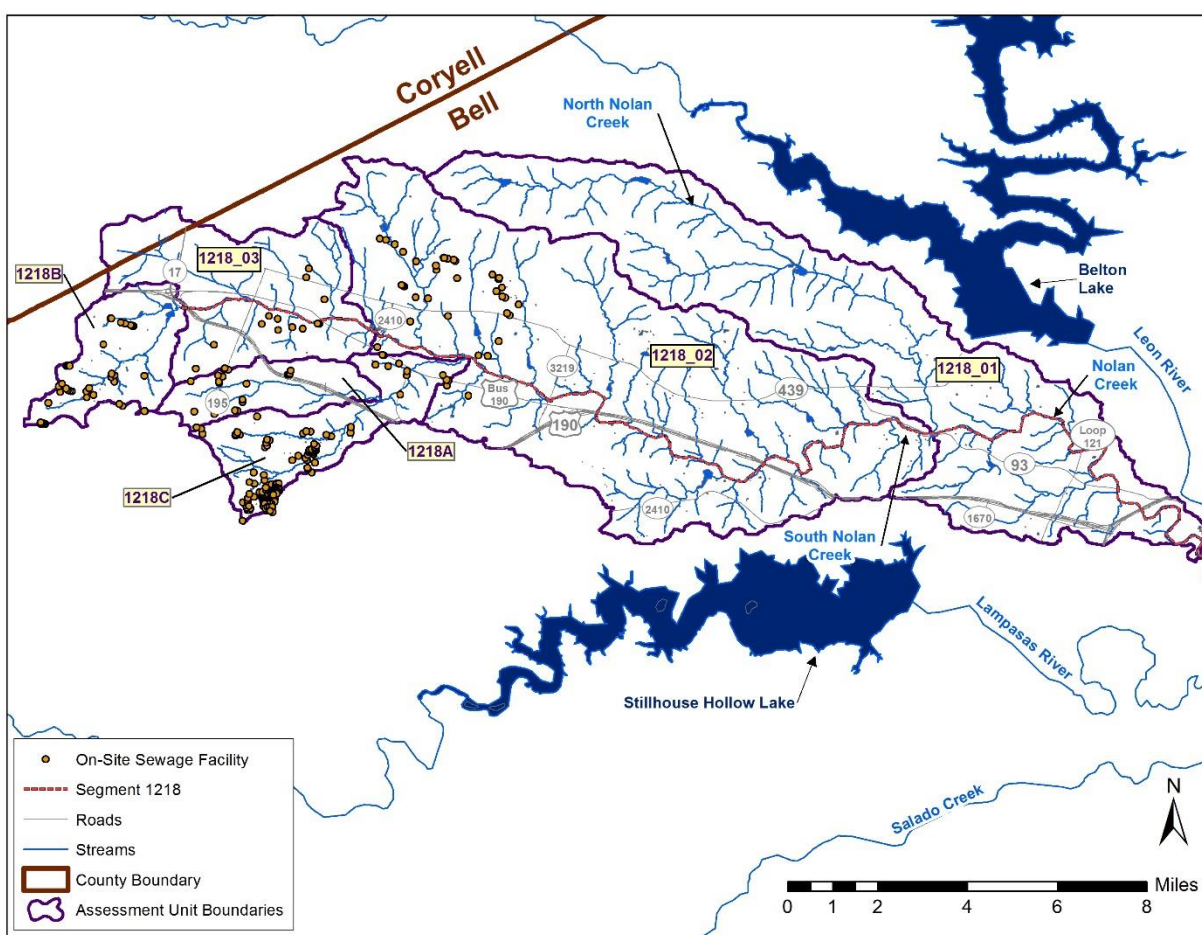 Coryell
Bell
North Nolan
Creek
1218_03
1218B
17
Belton
Lake
2410
Leon River
3219
1218_02
1218_01
Nolan
Creek
Bus
190
439
195
190
Loop
121
1218A
93
1218C
2410
1670
South Nolan
Creek
Lampasas River
Stillhouse Hollow Lake
On-Site Sewage Facility
Segment 1218
Roads
Streams
County Boundary
Assessment Unit Boundaries
Salado Creek
N
Miles
0 1 2 4 6 8